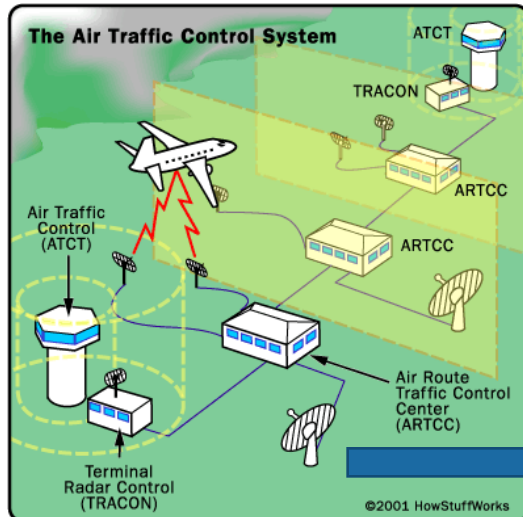 The Air Traffic Control System
ATCT
TRACON
ARTCC
ARTCC
Air Traffic
Control
(ATCT)
Air Route
Traffic Control
Center
(ARTCC)
Terminal
Radar Control
(TRACON)
©2001 HowStuffWorks